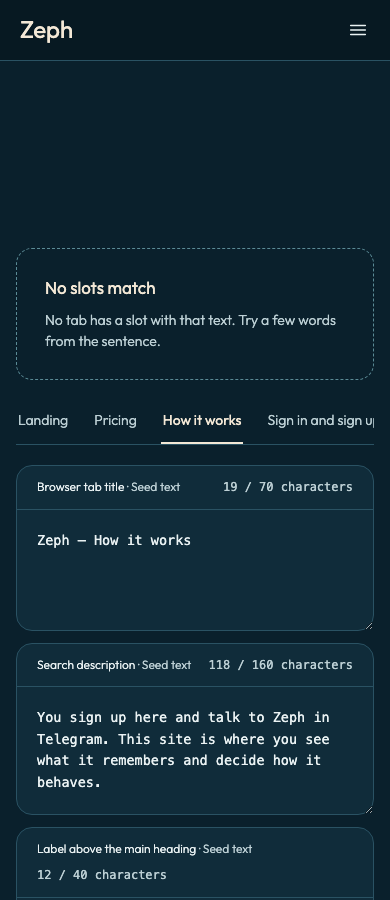 Zeph
No slots match
No tab has a slot with that text. Try a few words
from the sentence.
Landing Pricing How it works Sign in and sign up
Browser tab title · Seed text 19 / 70 characters
Zeph — How it works
Search description · Seed text 118 / 160 characters
You sign up here and talk to Zeph in
Telegram. This site is where you see
what it remembers and decide how it
behaves.
Label above the main heading · Seed text
12 / 40 characters